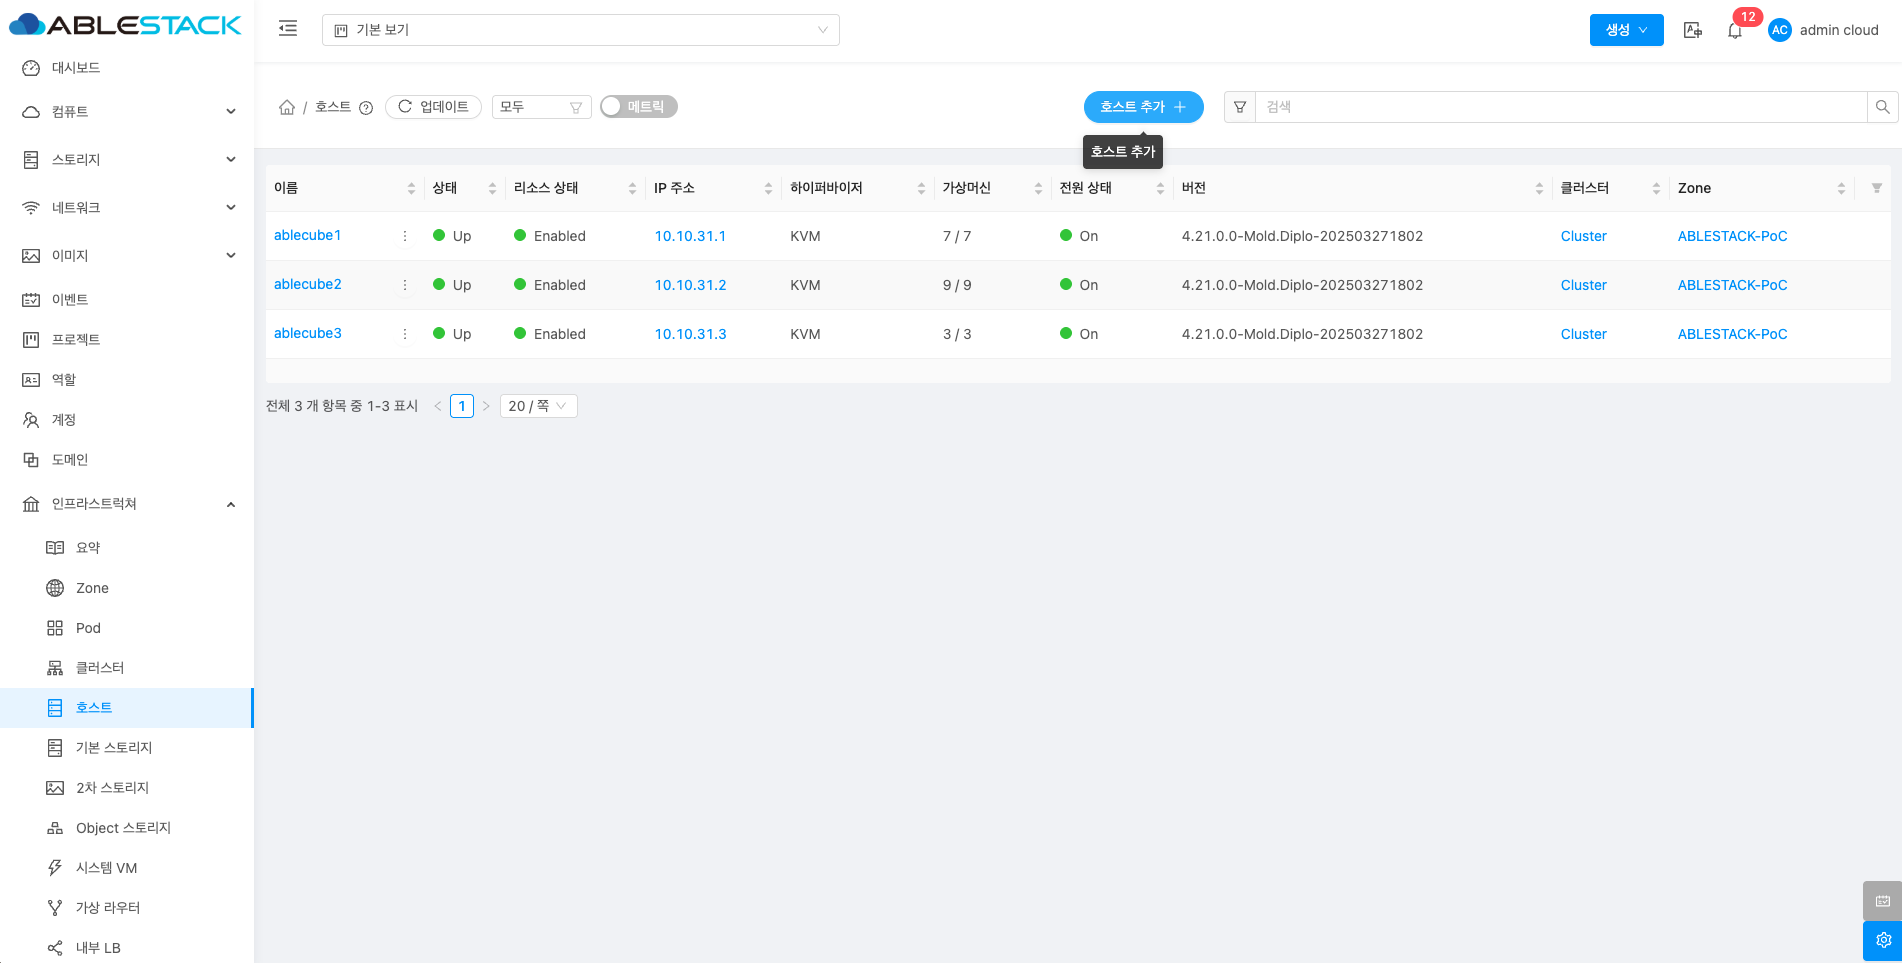 ABLESTACK
기본 보기
생성
12
AC
admin cloud
대시보드
컴퓨트
스토리지
네트워크
이미지
이벤트
프로젝트
역할
계정
도메인
인프라스트럭쳐
요약
Zone
Pod
클러스터
호스트
기본 스토리지
2차 스토리지
Object 스토리지
시스템 VM
가상 라우터
내부 LB
/ 호스트
업데이트
모두
메트릭
호스트 추가
검색
호스트 추가
이름 상태 리소스 상태 IP 주소 하이퍼바이저 가상머신 전원 상태 버전 클러스터 Zone
ablecube1 Up Enabled 10.10.31.1 KVM 7 / 7 On 4.21.0.0-Mold.Diplo-202503271802 Cluster ABLESTACK-PoC
ablecube2 Up Enabled 10.10.31.2 KVM 9 / 9 On 4.21.0.0-Mold.Diplo-202503271802 Cluster ABLESTACK-PoC
ablecube3 Up Enabled 10.10.31.3 KVM 3 / 3 On 4.21.0.0-Mold.Diplo-202503271802 Cluster ABLESTACK-PoC
전체 3 개 항목 중 1-3 표시 1 20 / 쪽